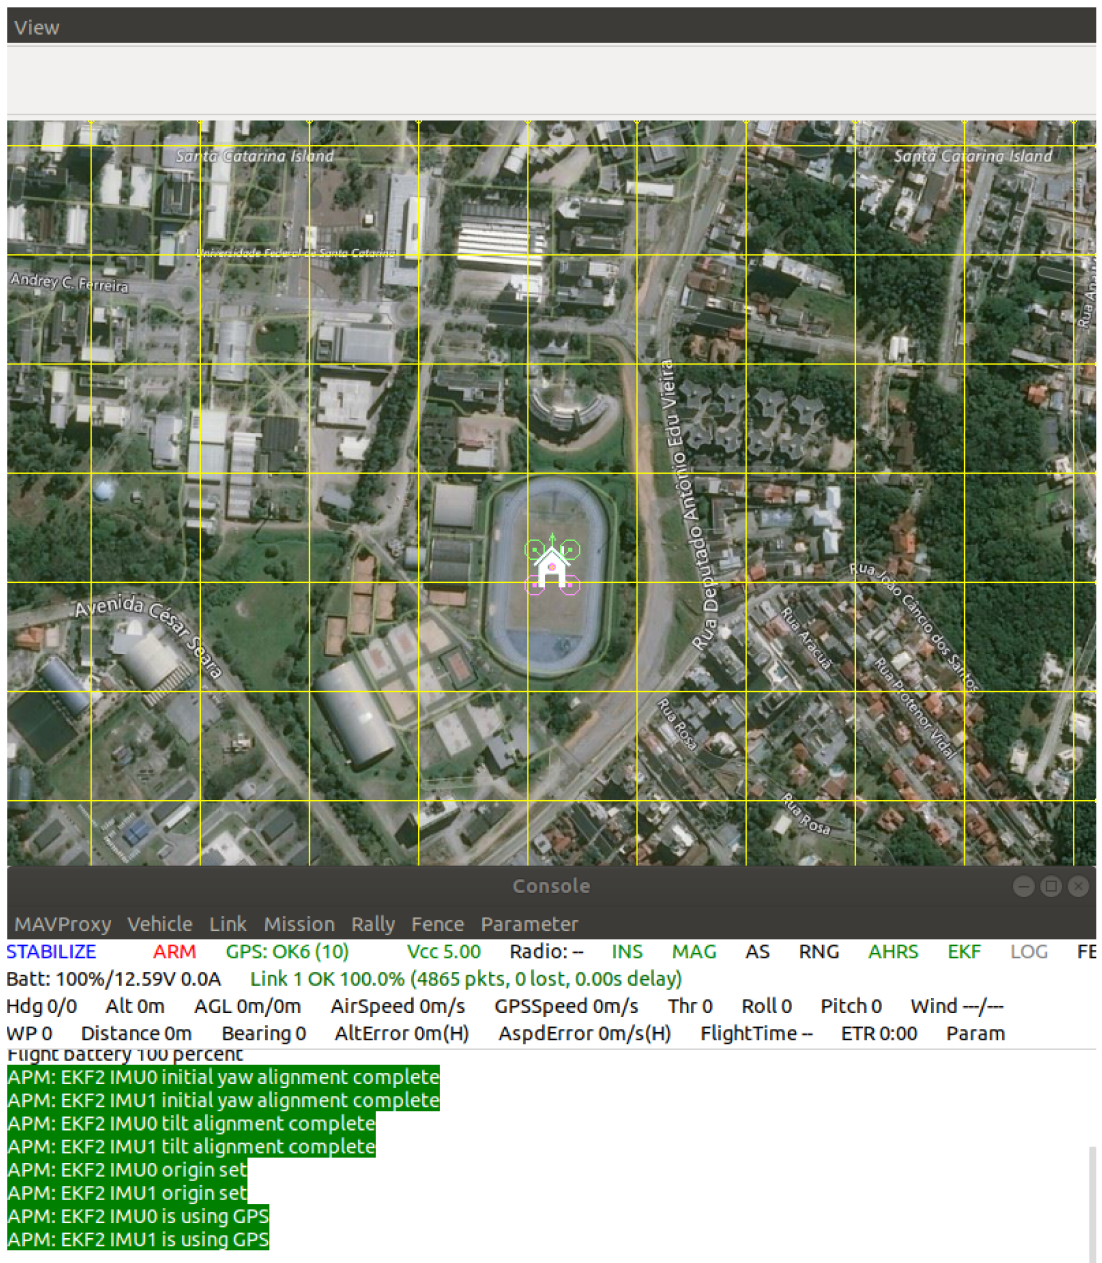 View
Santa Catarina Island
Santa Catarina Island
Universidade Federal de Santa Catarina
Andrey C. Ferreira
Rua Deputado Antônio Edu Vieira
Avenida César Seara
Rua João Câncio dos Santos
Rua Aracuã
Rua Protenor Vidal
Rua Rosa
Rua Rosa
Console
MAVProxy Vehicle Link Mission Rally Fence Parameter
STABILIZE ARM GPS: OK6 (10) Vcc 5.00 Radio: -- INS MAG AS RNG AHRS EKF LOG FE
Batt: 100%/12.59V 0.0A Link 1 OK 100.0% (4865 pkts, 0 lost, 0.00s delay)
Hdg 0/0 Alt 0m AGL 0m/0m AirSpeed 0m/s GPSSpeed 0m/s Thr 0 Roll 0 Pitch 0 Wind ---/---
WP 0 Distance 0m Bearing 0 AltError 0m(H) AspdError 0m/s(H) FlightTime -- ETR 0:00 Param
Flight battery 100 percent
APM: EKF2 IMU0 initial yaw alignment complete
APM: EKF2 IMU1 initial yaw alignment complete
APM: EKF2 IMU0 tilt alignment complete
APM: EKF2 IMU1 tilt alignment complete
APM: EKF2 IMU0 origin set
APM: EKF2 IMU1 origin set
APM: EKF2 IMU0 is using GPS
APM: EKF2 IMU1 is using GPS